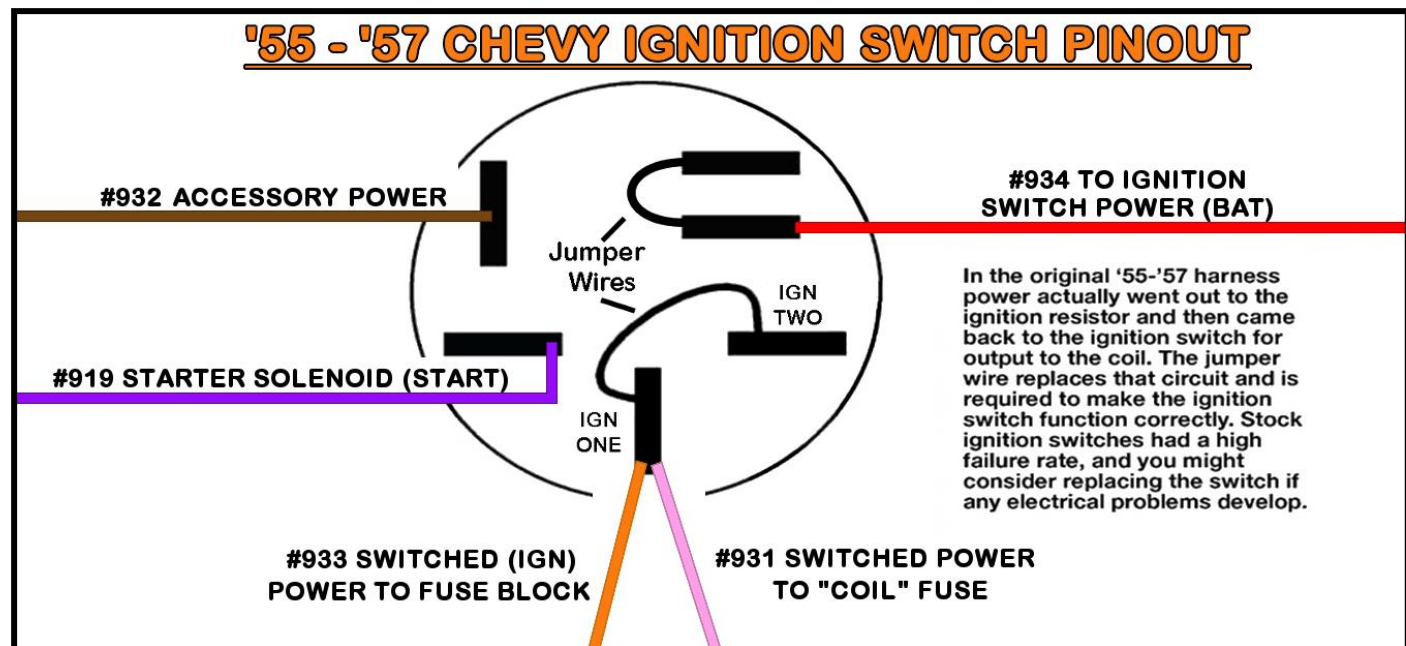 '55 - '57 CHEVY IGNITION SWITCH PINOUT
#932 ACCESSORY POWER
#934 TO IGNITION
SWITCH POWER (BAT)
Jumper
Wires
IGN
TWO
In the original ‘55-’57 harness
power actually went out to the
ignition resistor and then came
back to the ignition switch for
output to the coil. The jumper
wire replaces that circuit and is
required to make the ignition
switch function correctly. Stock
ignition switches had a high
failure rate, and you might
consider replacing the switch if
any electrical problems develop.
#919 STARTER SOLENOID (START)
IGN
ONE
#933 SWITCHED (IGN)
POWER TO FUSE BLOCK
#931 SWITCHED POWER
TO "COIL" FUSE